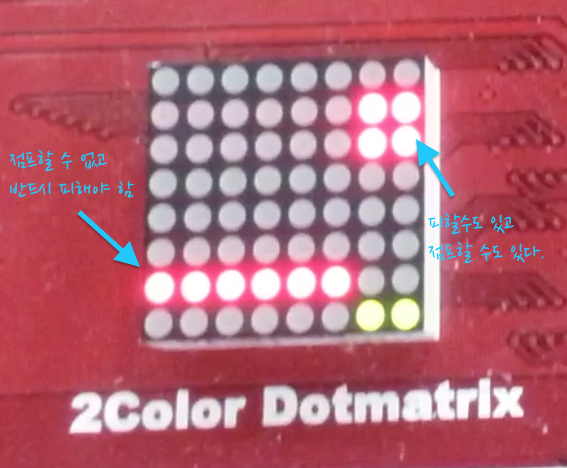 점프할 수 없고
반드시 피해야 함
피할수도 있고
점프할 수도 있다.
2Color Dotmatrix